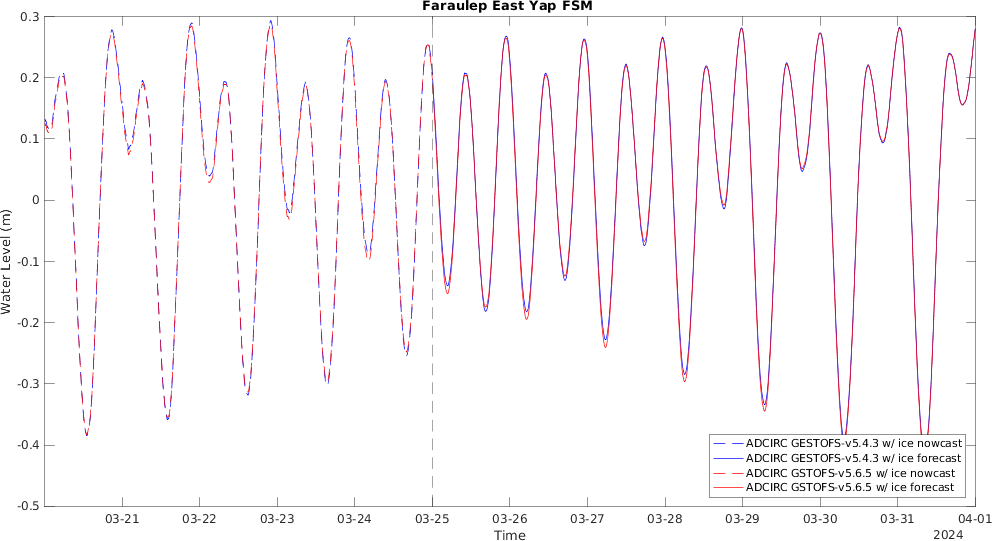 Faraulep East Yap FSM
0.3
0.2
0.1
0
-0.1
-0.2
-0.3
-0.4
-0.5
Water Level (m)
ADCIRC GESTOFS-v5.4.3 w/ ice nowcast
ADCIRC GESTOFS-v5.4.3 w/ ice forecast
ADCIRC GSTOFS-v5.6.5 w/ ice nowcast
ADCIRC GSTOFS-v5.6.5 w/ ice forecast
03-21 03-22 03-23 03-24 03-25 03-26 03-27 03-28 03-29 03-30 03-31 04-01
Time
2024